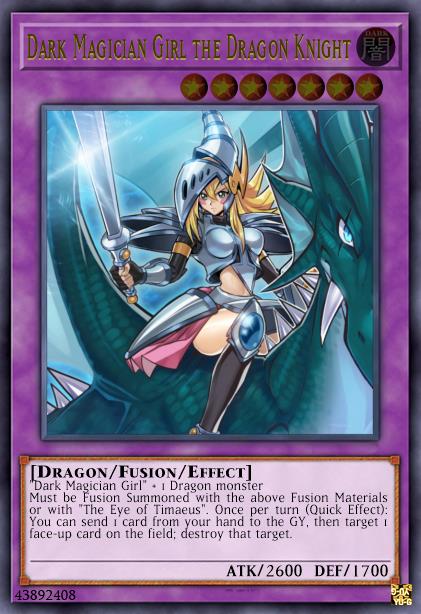 DARK MAGICIAN GIRL THE DRAGON KNIGHT
DARK
闇
[DRAGON/FUSION/EFFECT]
"Dark Magician Girl" + 1 Dragon monster
Must be Fusion Summoned with the above Fusion Materials
or with "The Eye of Timaeus". Once per turn (Quick Effect):
You can send 1 card from your hand to the GY, then target 1
face-up card on the field; destroy that target.
ATK/2600 DEF/1700
43892408